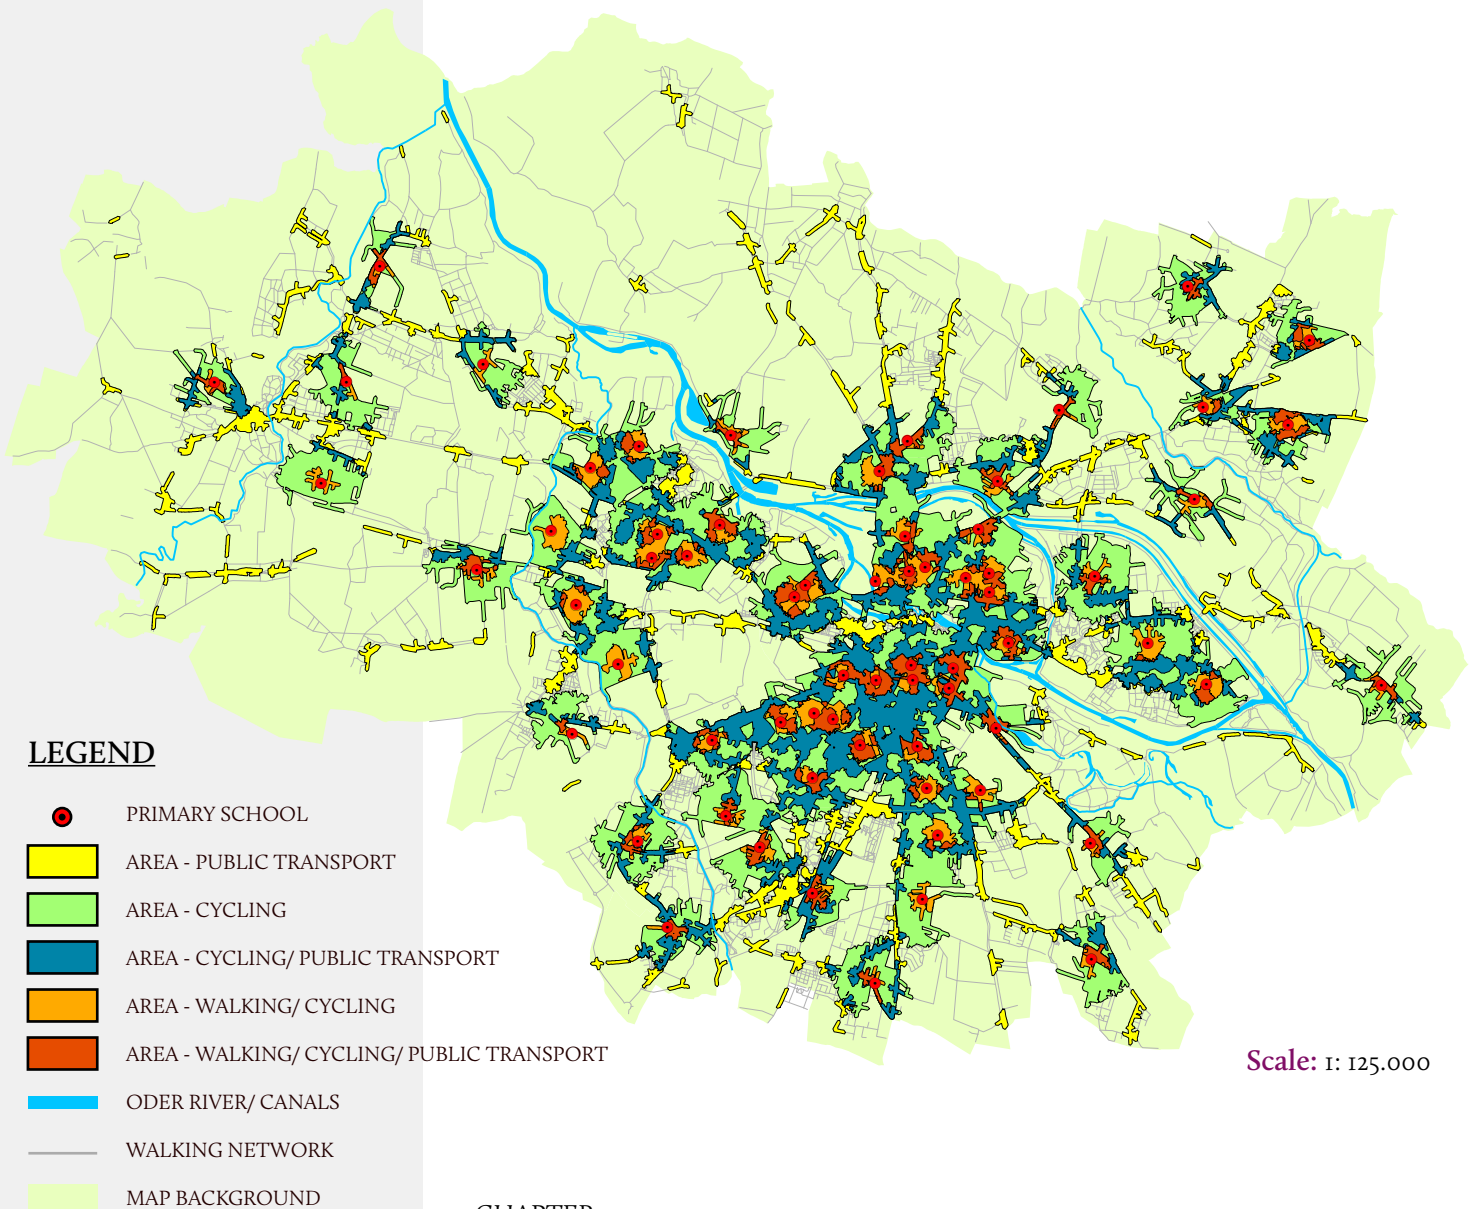 LEGEND
PRIMARY SCHOOL
AREA - PUBLIC TRANSPORT
AREA - CYCLING
AREA - CYCLING/ PUBLIC TRANSPORT
AREA - WALKING/ CYCLING
AREA - WALKING/ CYCLING/ PUBLIC TRANSPORT
ODER RIVER/ CANALS
WALKING NETWORK
MAP BACKGROUND
Scale: 1: 125.000
CHAPTER